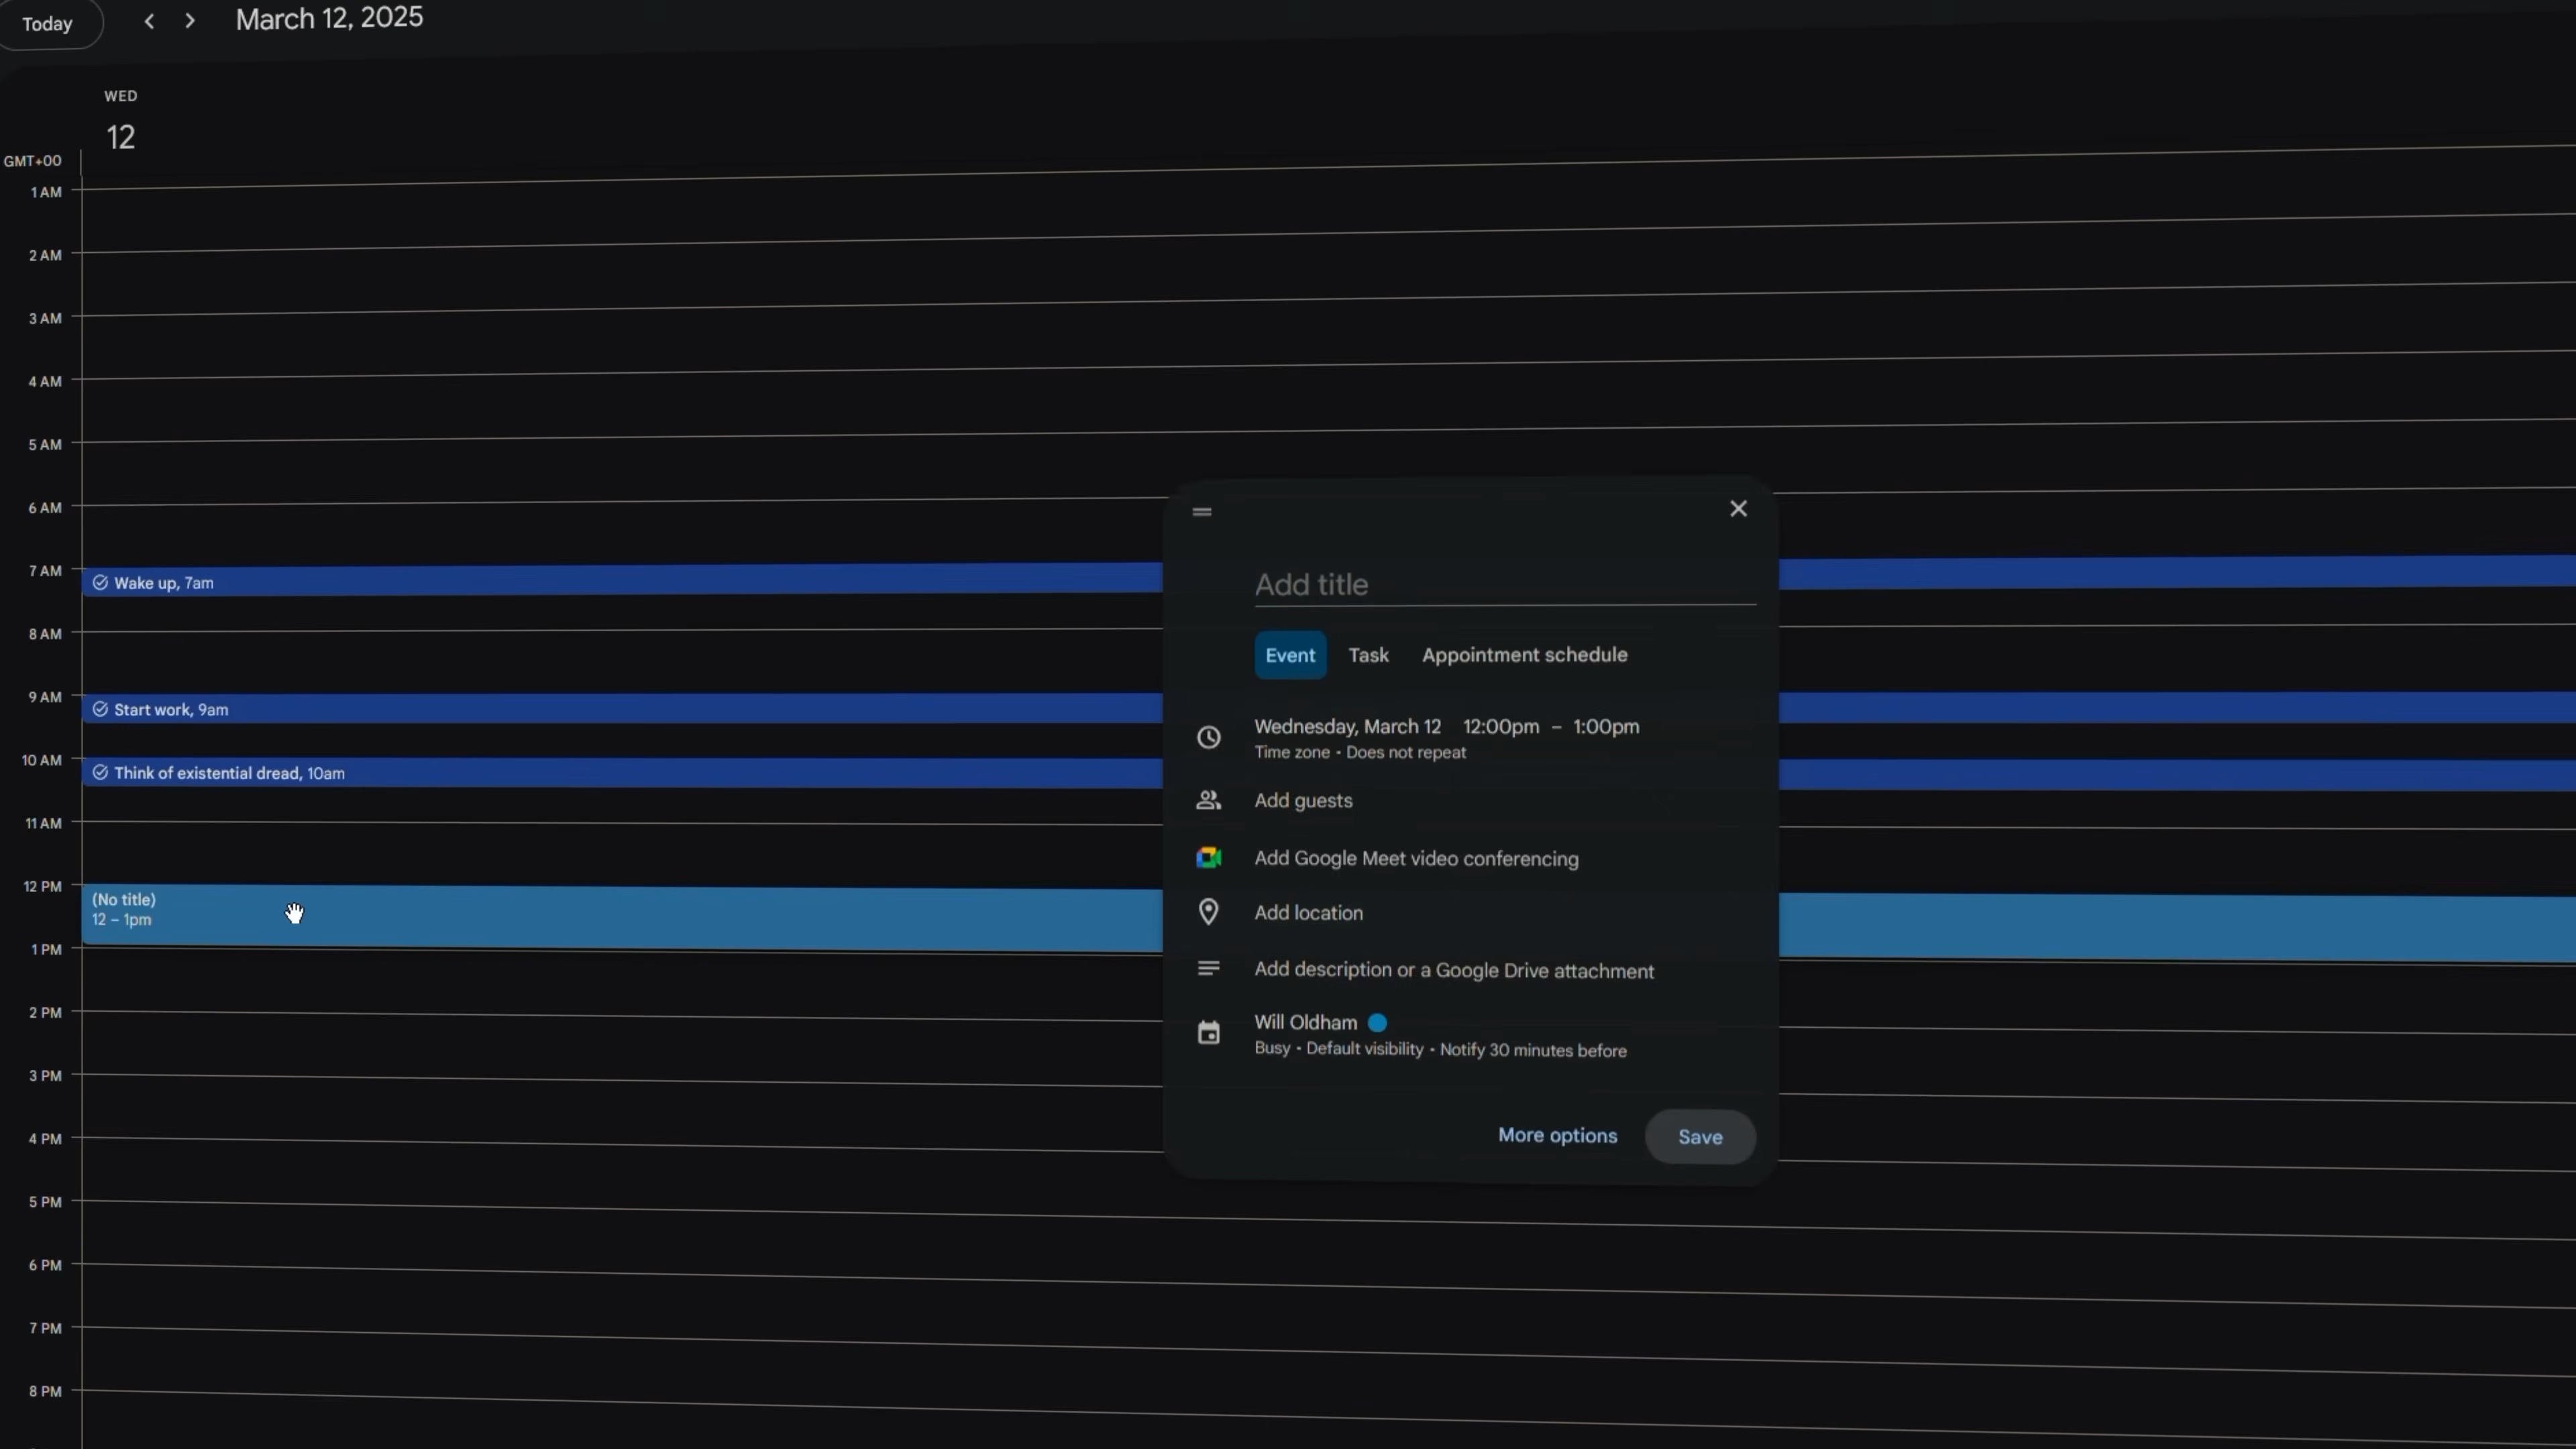 Today
March 12, 2025
WED
12
GMT+00
1 AM
2 AM
3 AM
4 AM
5 AM
6 AM
7 AM
Wake up, 7am
8 AM
9 AM
Start work, 9am
10 AM
Think of existential dread, 10am
11 AM
12 PM
(No title)
12 – 1pm
1 PM
2 PM
3 PM
4 PM
5 PM
6 PM
7 PM
8 PM
Add title
Event Task Appointment schedule
Wednesday, March 12 12:00pm – 1:00pm
Time zone • Does not repeat
Add guests
Add Google Meet video conferencing
Add location
Add description or a Google Drive attachment
Will Oldham
Busy • Default visibility • Notify 30 minutes before
More options Save